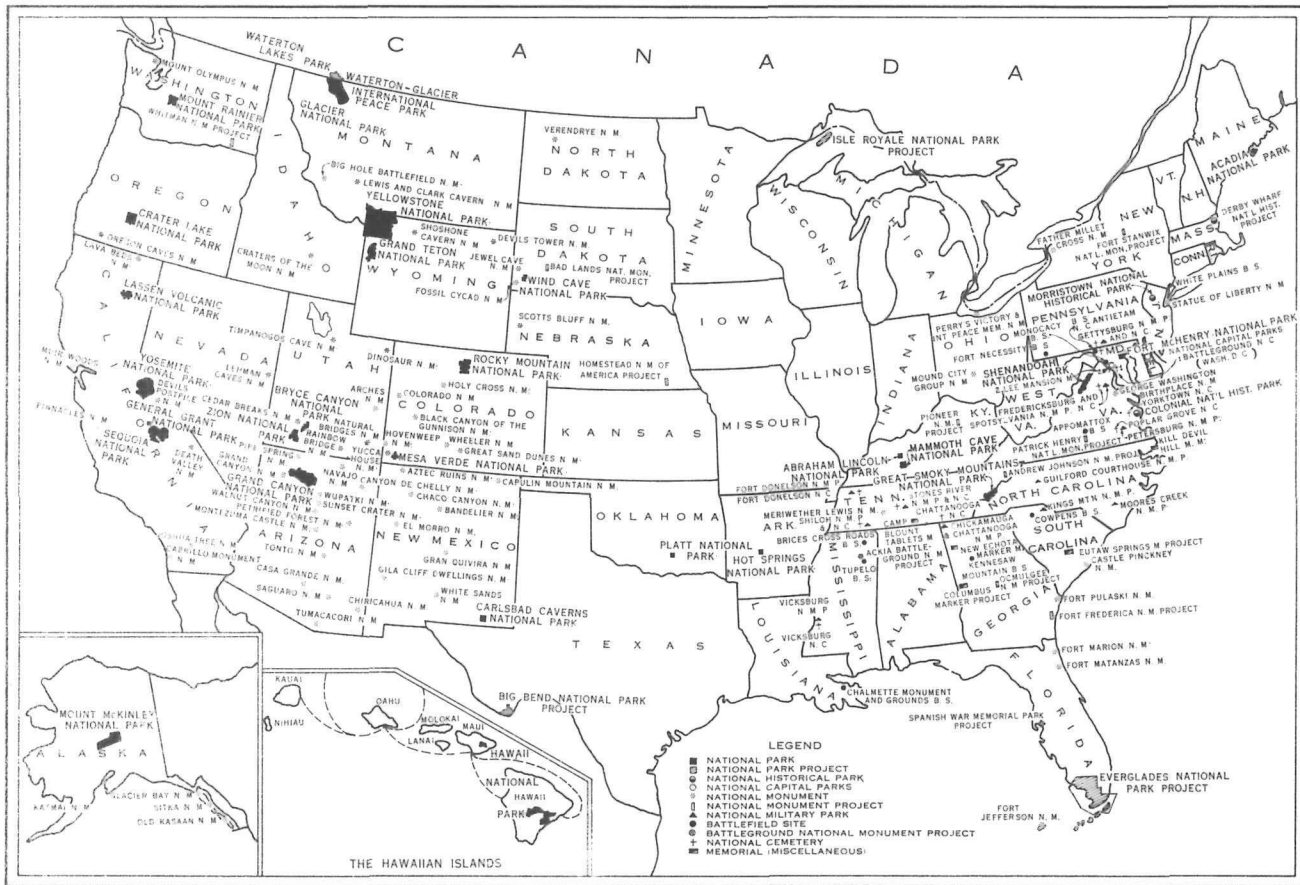 C A N A D A
WATERTON
LAKES PARK
WATERTON-GLACIER
INTERNATIONAL
PEACE PARK
GLACIER
NATIONAL PARK
MOUNT OLYMPUS N M
WASHINGTON
MOUNT RAINIER
NATIONAL PARK
WHITMAN N M PROJECT
MONTANA
IDAHO
BIG HOLE BATTLEFIELD N. M.
LEWIS AND CLARK CAVERN N M
YELLOWSTONE
NATIONAL PARK
OREGON
CRATER LAKE
NATIONAL PARK
OREGON CAVES N M
LAVA BEDS
N M
CRATERS OF THE
MOON N M
SHOSHONE
CAVERN N M
DEVILS TOWER N. M.
GRAND TETON
NATIONAL PARK
JEWEL CAVE
N M
WYOMING
FOSSIL CYCAD N M
VERENDRYE N M.
NORTH
DAKOTA
SOUTH
DAKOTA
BAD LANDS NAT. MON.
PROJECT
WIND CAVE
NATIONAL PARK
SCOTTS BLUFF N M.
NEBRASKA
HOMESTEAD N M OF
AMERICA PROJECT
MINNESOTA
WISCONSIN
MICHIGAN
ISLE ROYALE NATIONAL PARK
PROJECT
IOWA
ILLINOIS
INDIANA
OHIO
MISSOURI
KANSAS
MAINE
ACADIA
NATIONAL PARK
VT.
N H
NEW
YORK
MASS
CONN
DERBY WHARF
NAT'L HIST.
PROJECT
FATHER MILLET
CROSS N M
FORT STANWIX
NAT'L. MON, PROJECT
WHITE PLAINS B S.
STATUE OF LIBERTY N M
MORRISTOWN NATIONAL
HISTORICAL PARK
PENNSYLVANIA
PERRY'S VICTORY &
INT PEACE MEM. N M
MONOCACY
B S.
ANTIETAM
B S
N C
GETTYSBURG N M P
AND N C
FORT NECESSITY
B S.
FORT MCHENRY NATIONAL PARK
MD.
NATIONAL CAPITAL PARKS
BATTLEGROUND N C
(WASH. D C)
SHENANDOAH
NATIONAL PARK
LEE MANSION M
WEST
VA.
MOUND CITY
GROUP N M
GEORGE WASHINGTON
BIRTHPLACE N M
YORKTOWN N C
COLONIAL NAT'L HIST. PARK
POPLAR GROVE N C
FREDERICKSBURG AND
SPOTSYLVANIA N M P N C
VA.
APPOMATTOX
B S
PETERSBURG N M P
PATRICK HENRY
NAT'L MON. PROJECT
KILL DEVIL
HILL M. M.
PIONEER
N M
PROJECT
KY.
MAMMOTH CAVE
NATIONAL PARK
ABRAHAM LINCOLN
NATIONAL PARK
GREAT SMOKY MOUNTAINS
NATIONAL PARK
ANDREW JOHNSON N M. PROJ
GUILFORD COURTHOUSE N M. P.
NORTH CAROLINA
KINGS MTN N. M. P.
COWPENS B S
MOORES CREEK
N M P
SOUTH
CAROLINA
EUTAW SPRINGS M PROJECT
CASTLE PINCKNEY
N M.
FORT DONELSON N M P
FORT DONELSON N C
TENN.
STONES RIVER
N M P & N C
CHATTANOOGA
N C
MERIWETHER LEWIS N M
SHILOH N M P
& N C
ARK
BRICES CROSS ROADS
B S.
CAMP
BLOUNT
TABLETS M
ACKIA BATTLE-
GROUND N M
PROJECT
TUPELO
B S
CHICKAMAUGA
& CHATTANOOGA
N M P
NEW ECHOTA
MARKER M
KENNESAW
MOUNTAIN B S
OCMULGEE
N M PROJECT
COLUMBUS
MARKER PROJECT
MISSISSIPPI
ALABAMA
GEORGIA
FORT PULASKI N M.
FORT FREDERICA N M. PROJECT
FORT MARION N M
FORT MATANZAS N M.
FLORIDA
VICKSBURG
N M P
VICKSBURG
N C
LOUISIANA
CHALMETTE MONUMENT
AND GROUNDS B S.
SPANISH WAR MEMORIAL PARK
PROJECT
EVERGLADES NATIONAL
PARK PROJECT
FORT
JEFFERSON N M.
CALIFORNIA
LASSEN VOLCANIC
NATIONAL PARK
NEVADA
UTAH
TIMPANOGOS CAVE N M
LEHMAN
CAVES N M
DINOSAUR N M
ROCKY MOUNTAIN
NATIONAL PARK
MUIR WOODS
N M
YOSEMITE
NATIONAL PARK
DEVILS
POSTPILE
N M
CEDAR BREAKS N M
PINNACLES N M
GENERAL GRANT
NATIONAL PARK
SEQUOIA
NATIONAL
PARK
DEATH
VALLEY
N M
ZION NATIONAL
PARK
BRYCE CANYON
NATIONAL
PARK
ARCHES
N M
NATURAL
BRIDGES N M
RAINBOW
BRIDGE
PIPE
SPRING
N M
YUCCA
HOUSE
N M
HOLY CROSS N M
COLORADO N M
COLORADO
BLACK CANYON OF THE
GUNNISON N M
HOVENWEEP
N M
WHEELER N M
GREAT SAND DUNES N M
MESA VERDE NATIONAL PARK
AZTEC RUINS N M
CAPULIN MOUNTAIN N M.
GRAND
CANYON N M
GRAND CANYON
NATIONAL PARK
NAVAJO
CANYON DE CHELLY N M
CHACO CANYON N M
BANDELIER N M
WUPATKI N M
SUNSET CRATER N M
WALNUT CANYON N M
PETRIFIED FOREST N M
MONTEZUMA CASTLE N M
EL MORRO N M
NEW MEXICO
GRAN QUIVIRA N M
GILA CLIFF DWELLINGS N M
WHITE SANDS
N M
CARLSBAD CAVERNS
NATIONAL PARK
JOSHUA TREE N M
CABRILLO MONUMENT
N M
ARIZONA
TONTO N M
CASA GRANDE N M
SAGUARO N M
CHIRICAHUA N M
TUMACACORI N M
OKLAHOMA
PLATT NATIONAL
PARK
HOT SPRINGS
NATIONAL PARK
TEXAS
BIG BEND NATIONAL PARK
PROJECT
MOUNT McKINLEY
NATIONAL PARK
ALASKA
KATMAI N M
GLACIER BAY N M
SITKA N M
OLD KASAAN N M
KAUAI
NIHIAU
OAHU
MOLOKAI
LANAI
MAUI
HAWAII
NATIONAL
HAWAII
PARK
THE HAWAIIAN ISLANDS
LEGEND
NATIONAL PARK
NATIONAL PARK PROJECT
NATIONAL HISTORICAL PARK
NATIONAL CAPITAL PARKS
NATIONAL MONUMENT
NATIONAL MONUMENT PROJECT
NATIONAL MILITARY PARK
BATTLEFIELD SITE
BATTLEGROUND NATIONAL MONUMENT PROJECT
NATIONAL CEMETERY
MEMORIAL (MISCELLANEOUS)